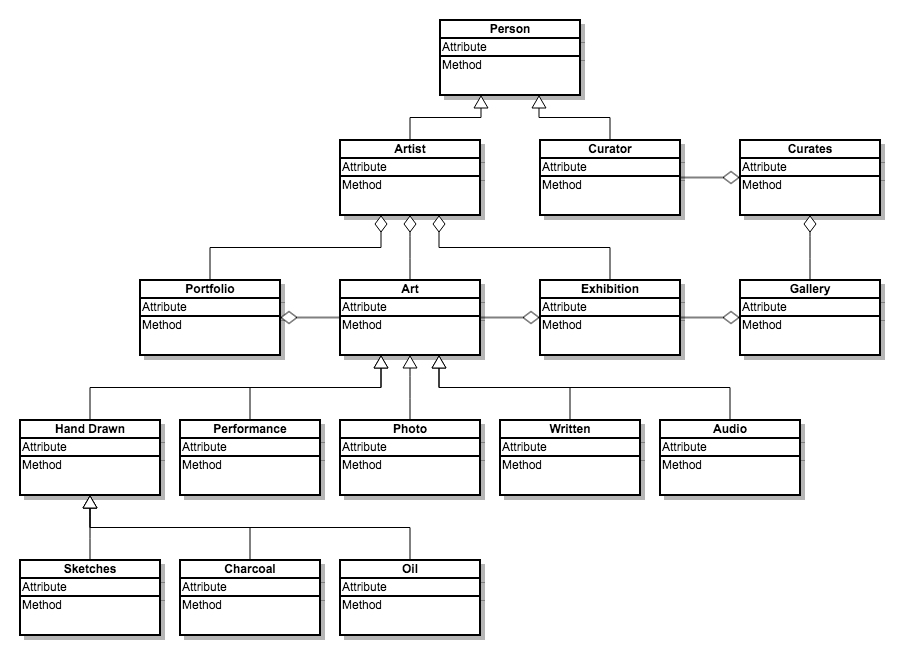 Person
Attribute
Method
Artist
Attribute
Method
Curator
Attribute
Method
Curates
Attribute
Method
Portfolio
Attribute
Method
Art
Attribute
Method
Exhibition
Attribute
Method
Gallery
Attribute
Method
Hand Drawn
Attribute
Method
Performance
Attribute
Method
Photo
Attribute
Method
Written
Attribute
Method
Audio
Attribute
Method
Sketches
Attribute
Method
Charcoal
Attribute
Method
Oil
Attribute
Method